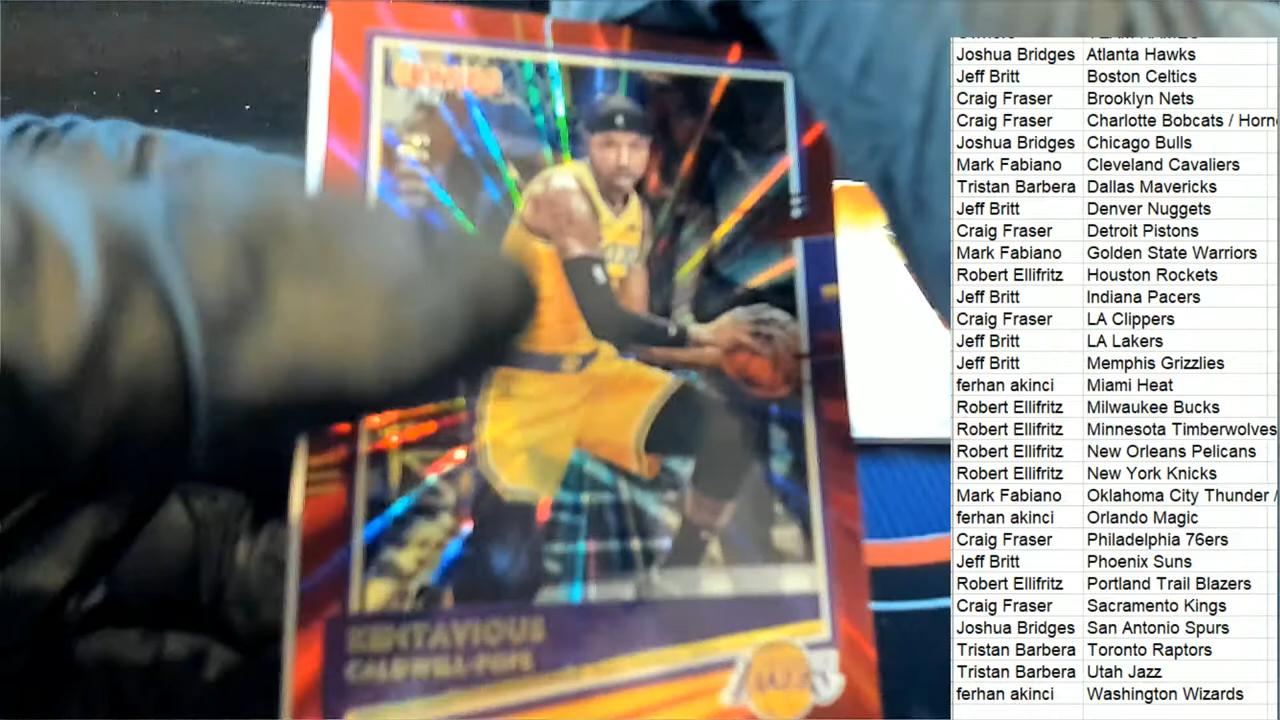 KENTAVIOUS
CALDWELL-POPE
LAKERS
Joshua Bridges Atlanta Hawks
Jeff Britt Boston Celtics
Craig Fraser Brooklyn Nets
Craig Fraser Charlotte Bobcats / Horn
Joshua Bridges Chicago Bulls
Mark Fabiano Cleveland Cavaliers
Tristan Barbera Dallas Mavericks
Jeff Britt Denver Nuggets
Craig Fraser Detroit Pistons
Mark Fabiano Golden State Warriors
Robert Ellifritz Houston Rockets
Jeff Britt Indiana Pacers
Craig Fraser LA Clippers
Jeff Britt LA Lakers
Jeff Britt Memphis Grizzlies
ferhan akinci Miami Heat
Robert Ellifritz Milwaukee Bucks
Robert Ellifritz Minnesota Timberwolves
Robert Ellifritz New Orleans Pelicans
Robert Ellifritz New York Knicks
Mark Fabiano Oklahoma City Thunder /
ferhan akinci Orlando Magic
Craig Fraser Philadelphia 76ers
Jeff Britt Phoenix Suns
Robert Ellifritz Portland Trail Blazers
Craig Fraser Sacramento Kings
Joshua Bridges San Antonio Spurs
Tristan Barbera Toronto Raptors
Tristan Barbera Utah Jazz
ferhan akinci Washington Wizards